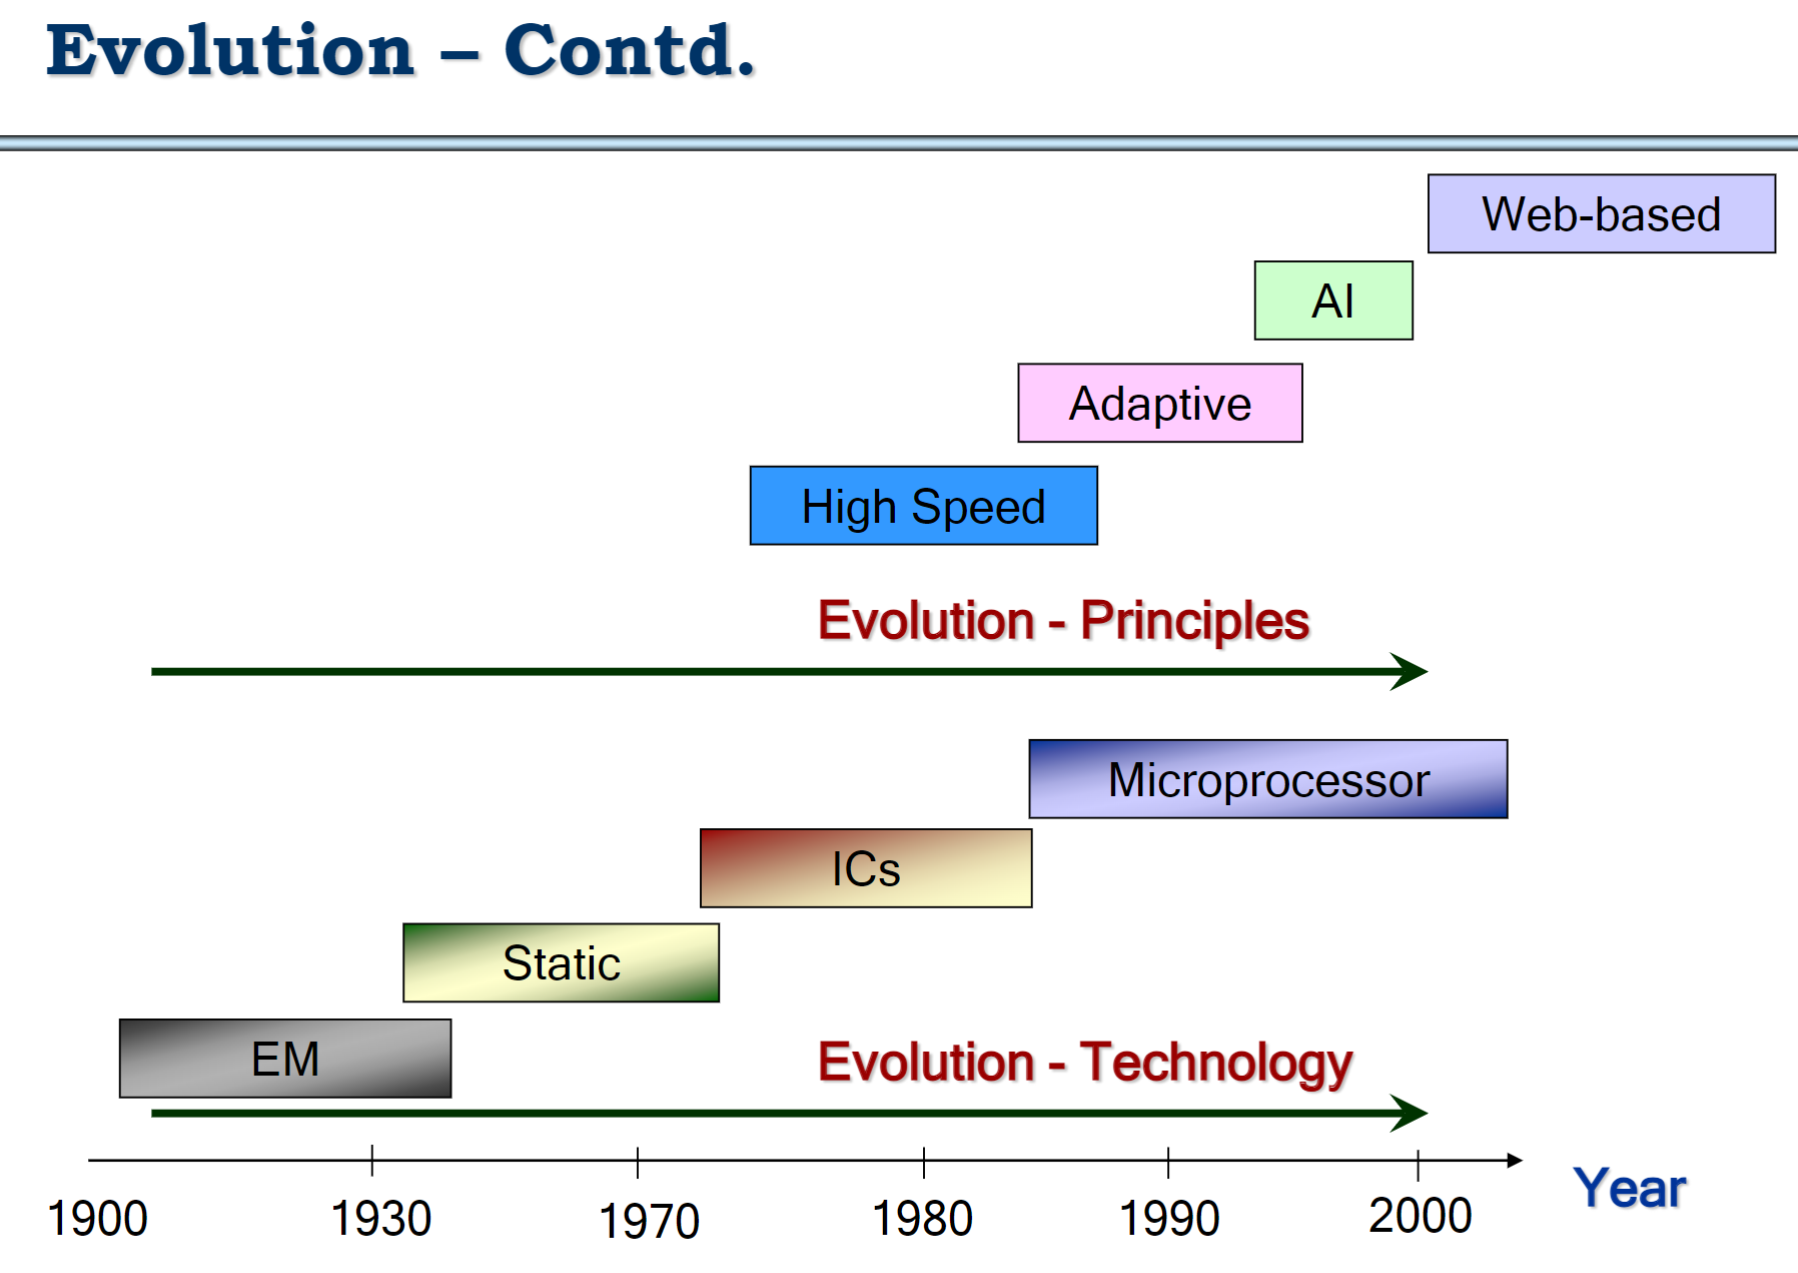 Evolution – Contd.
Web-based
AI
Adaptive
High Speed
Evolution - Principles
Microprocessor
ICs
Static
EM
Evolution - Technology
1900 1930 1970 1980 1990 2000 Year